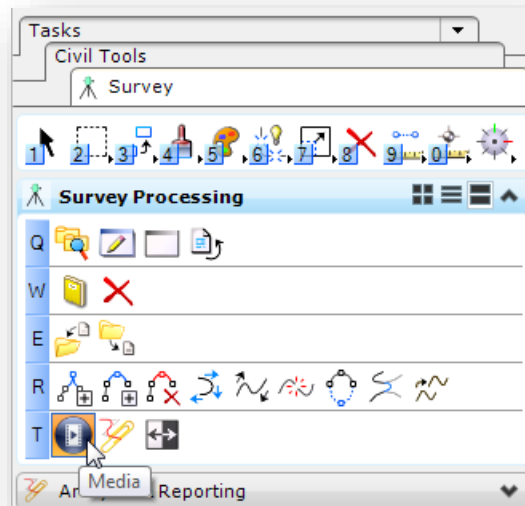 Tasks
Civil Tools
Survey
1 2 3 4 5 6 7 8 9 0
Survey Processing
Q
W
E
R
T
Media
Reporting